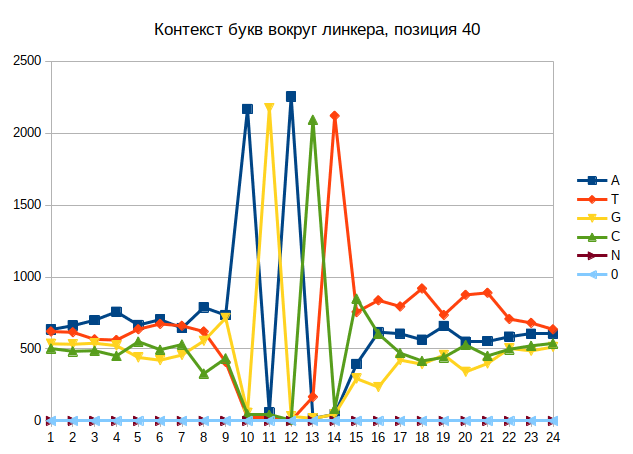 Контекст букв вокруг линкера, позиция 40
2500
2000
1500
1000
500
0
1 2 3 4 5 6 7 8 9 10 11 12 13 14 15 16 17 18 19 20 21 22 23 24
A
T
G
C
N
0